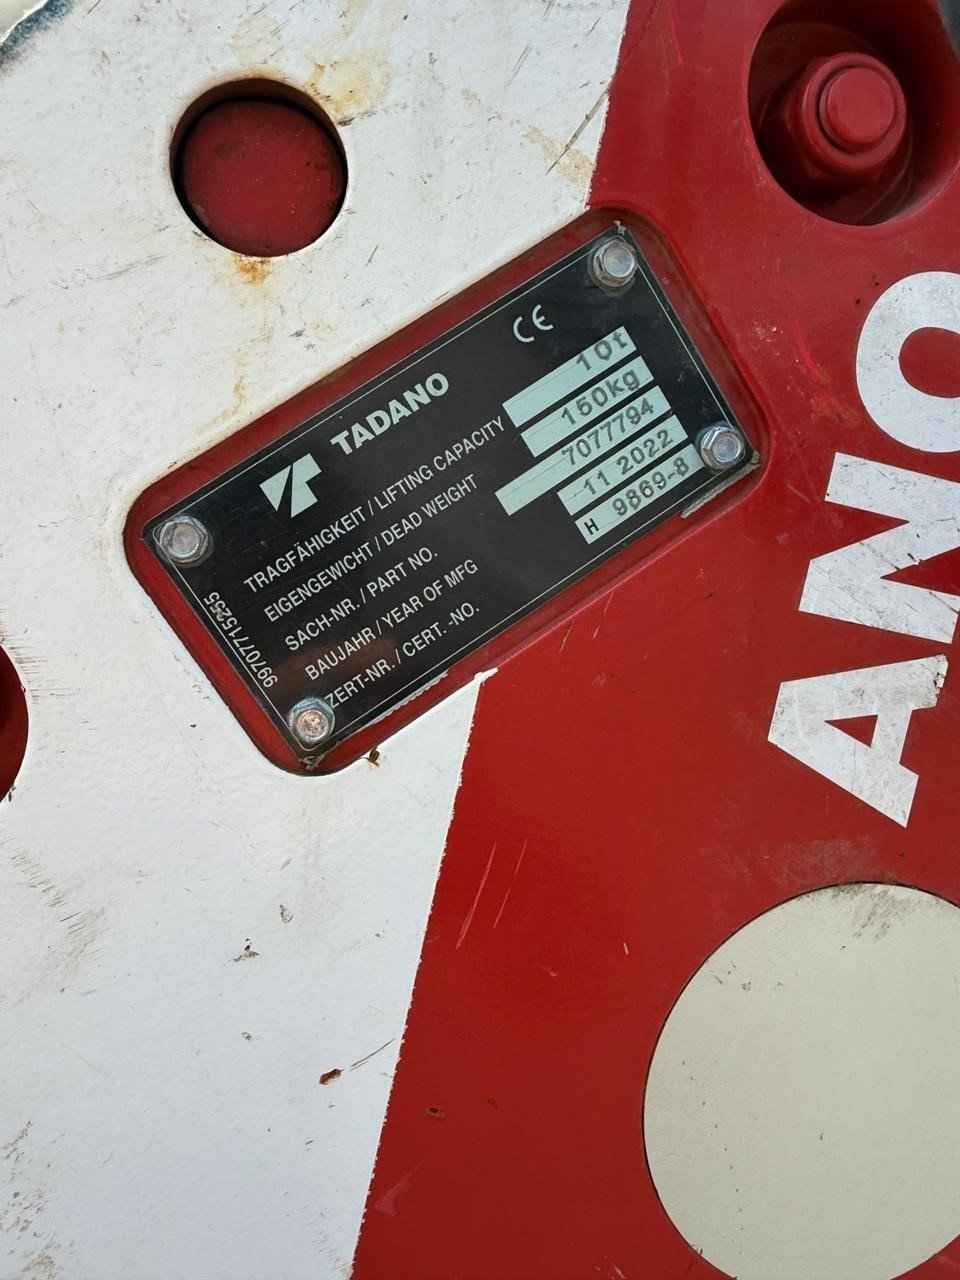 CE
TADANO
TRAGFÄHIGKEIT / LIFTING CAPACITY 10t
EIGENGEWICHT / DEAD WEIGHT 150kg
SACH-NR. / PART NO. 7077794
BAUJAHR / YEAR OF MFG 11 2022
ZERT-NR. / CERT. -NO. H 9869-8
99707715255
ANO